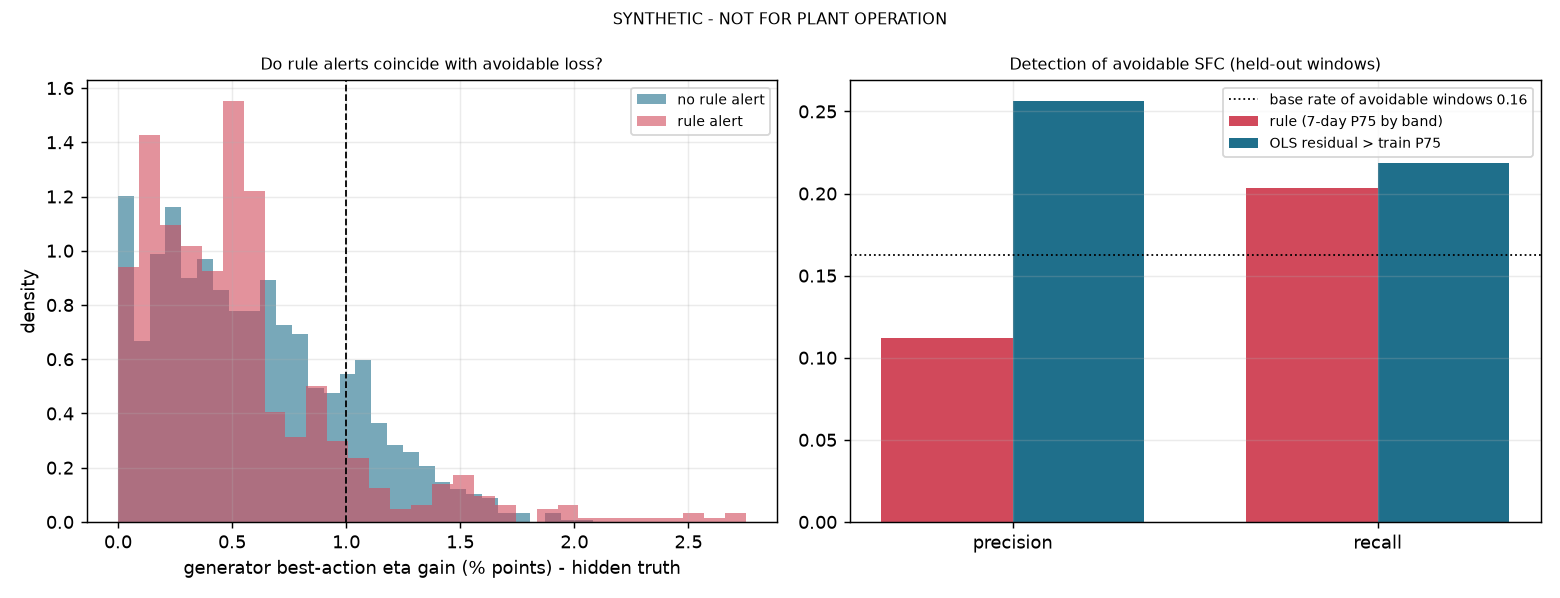 SYNTHETIC - NOT FOR PLANT OPERATION
Do rule alerts coincide with avoidable loss?
no rule alert
rule alert
1.6
1.4
1.2
1.0
0.8
0.6
0.4
0.2
0.0
density
0.0 0.5 1.0 1.5 2.0 2.5
generator best-action eta gain (% points) - hidden truth
Detection of avoidable SFC (held-out windows)
base rate of avoidable windows 0.16
rule (7-day P75 by band)
OLS residual > train P75
0.25
0.20
0.15
0.10
0.05
0.00
precision recall